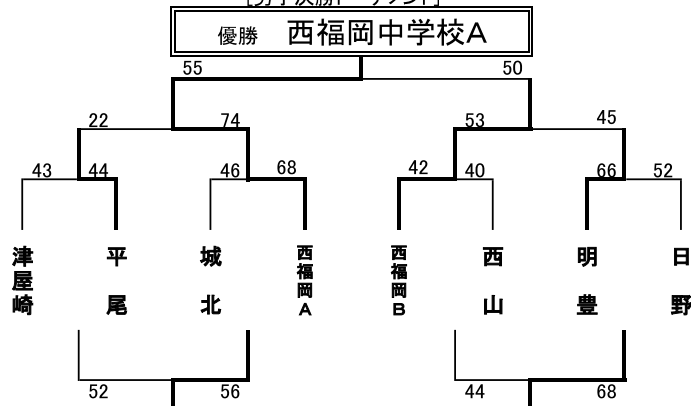 [男子決勝トーナメント]
優勝 西福岡中学校A
55 50
22 74 53 45
43 44 46 68 42 40 66 52
津屋崎 平尾 城北 西福岡A 西福岡B 西山 明豊 日野
52 56 44 68